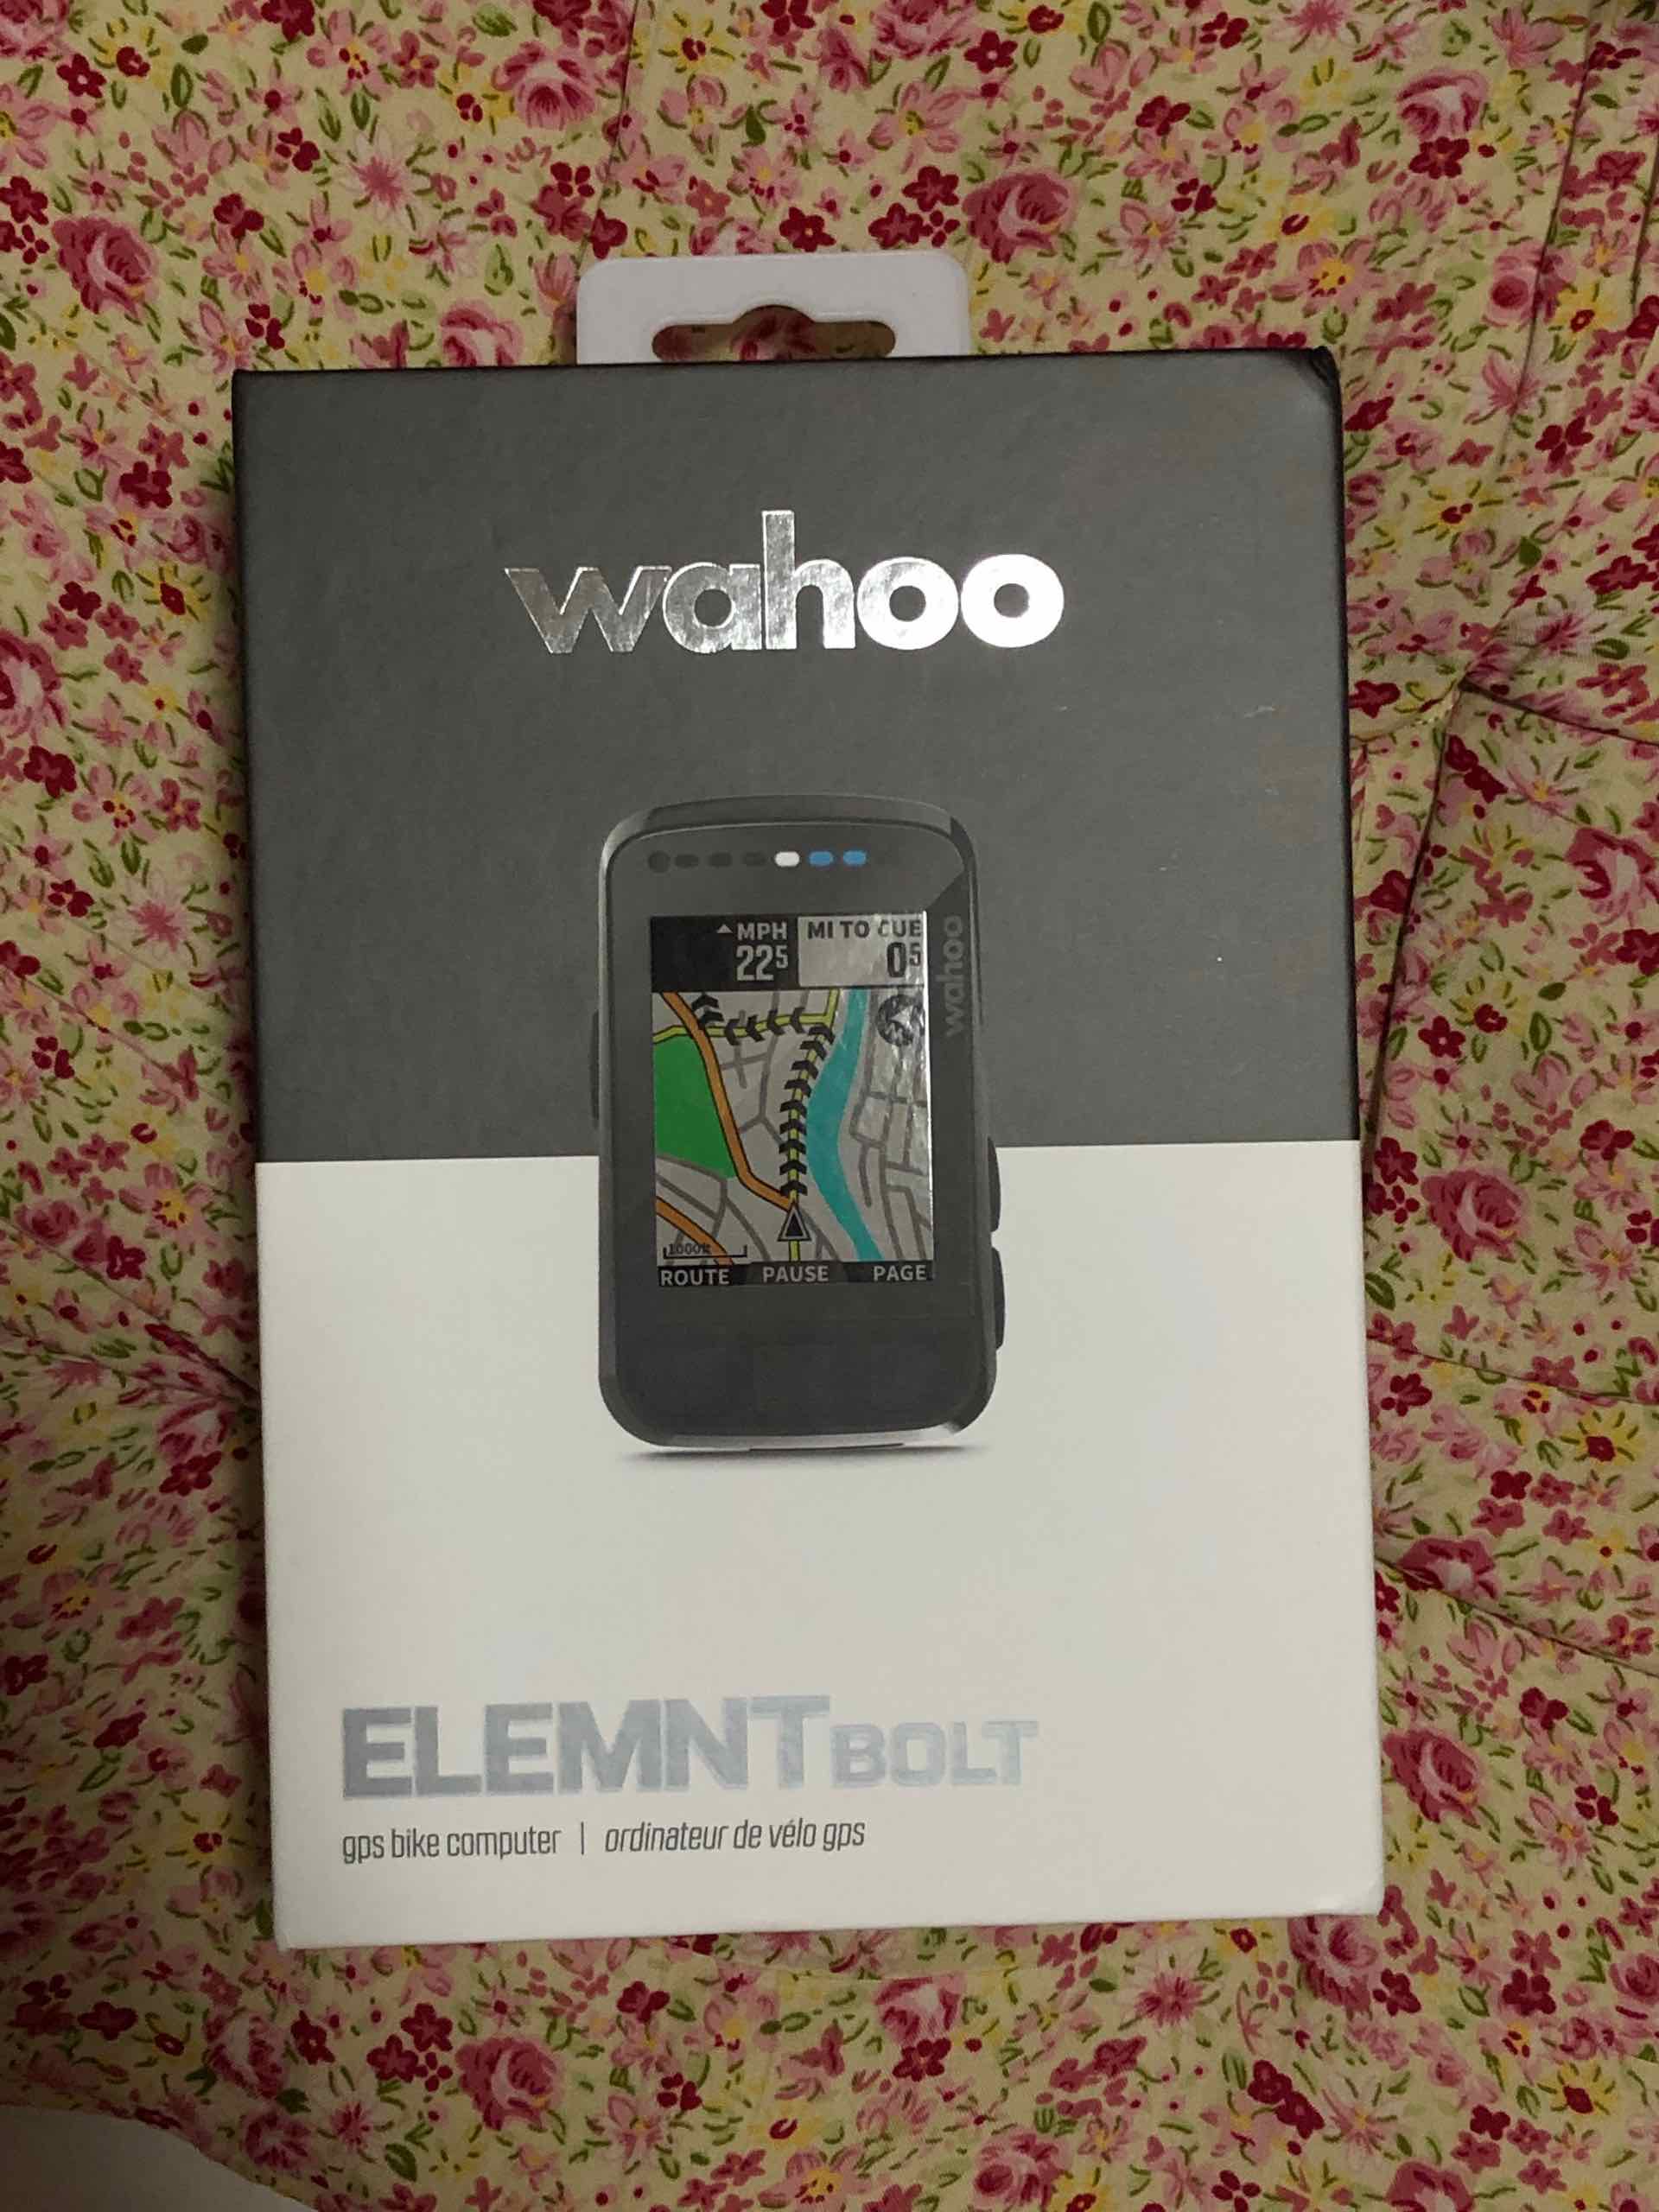 wahoo
MPH MI TO CUE
22⁵ 0⁵
wahoo
1000ft
ROUTE PAUSE PAGE
ELEMNT BOLT
gps bike computer | ordinateur de vélo gps